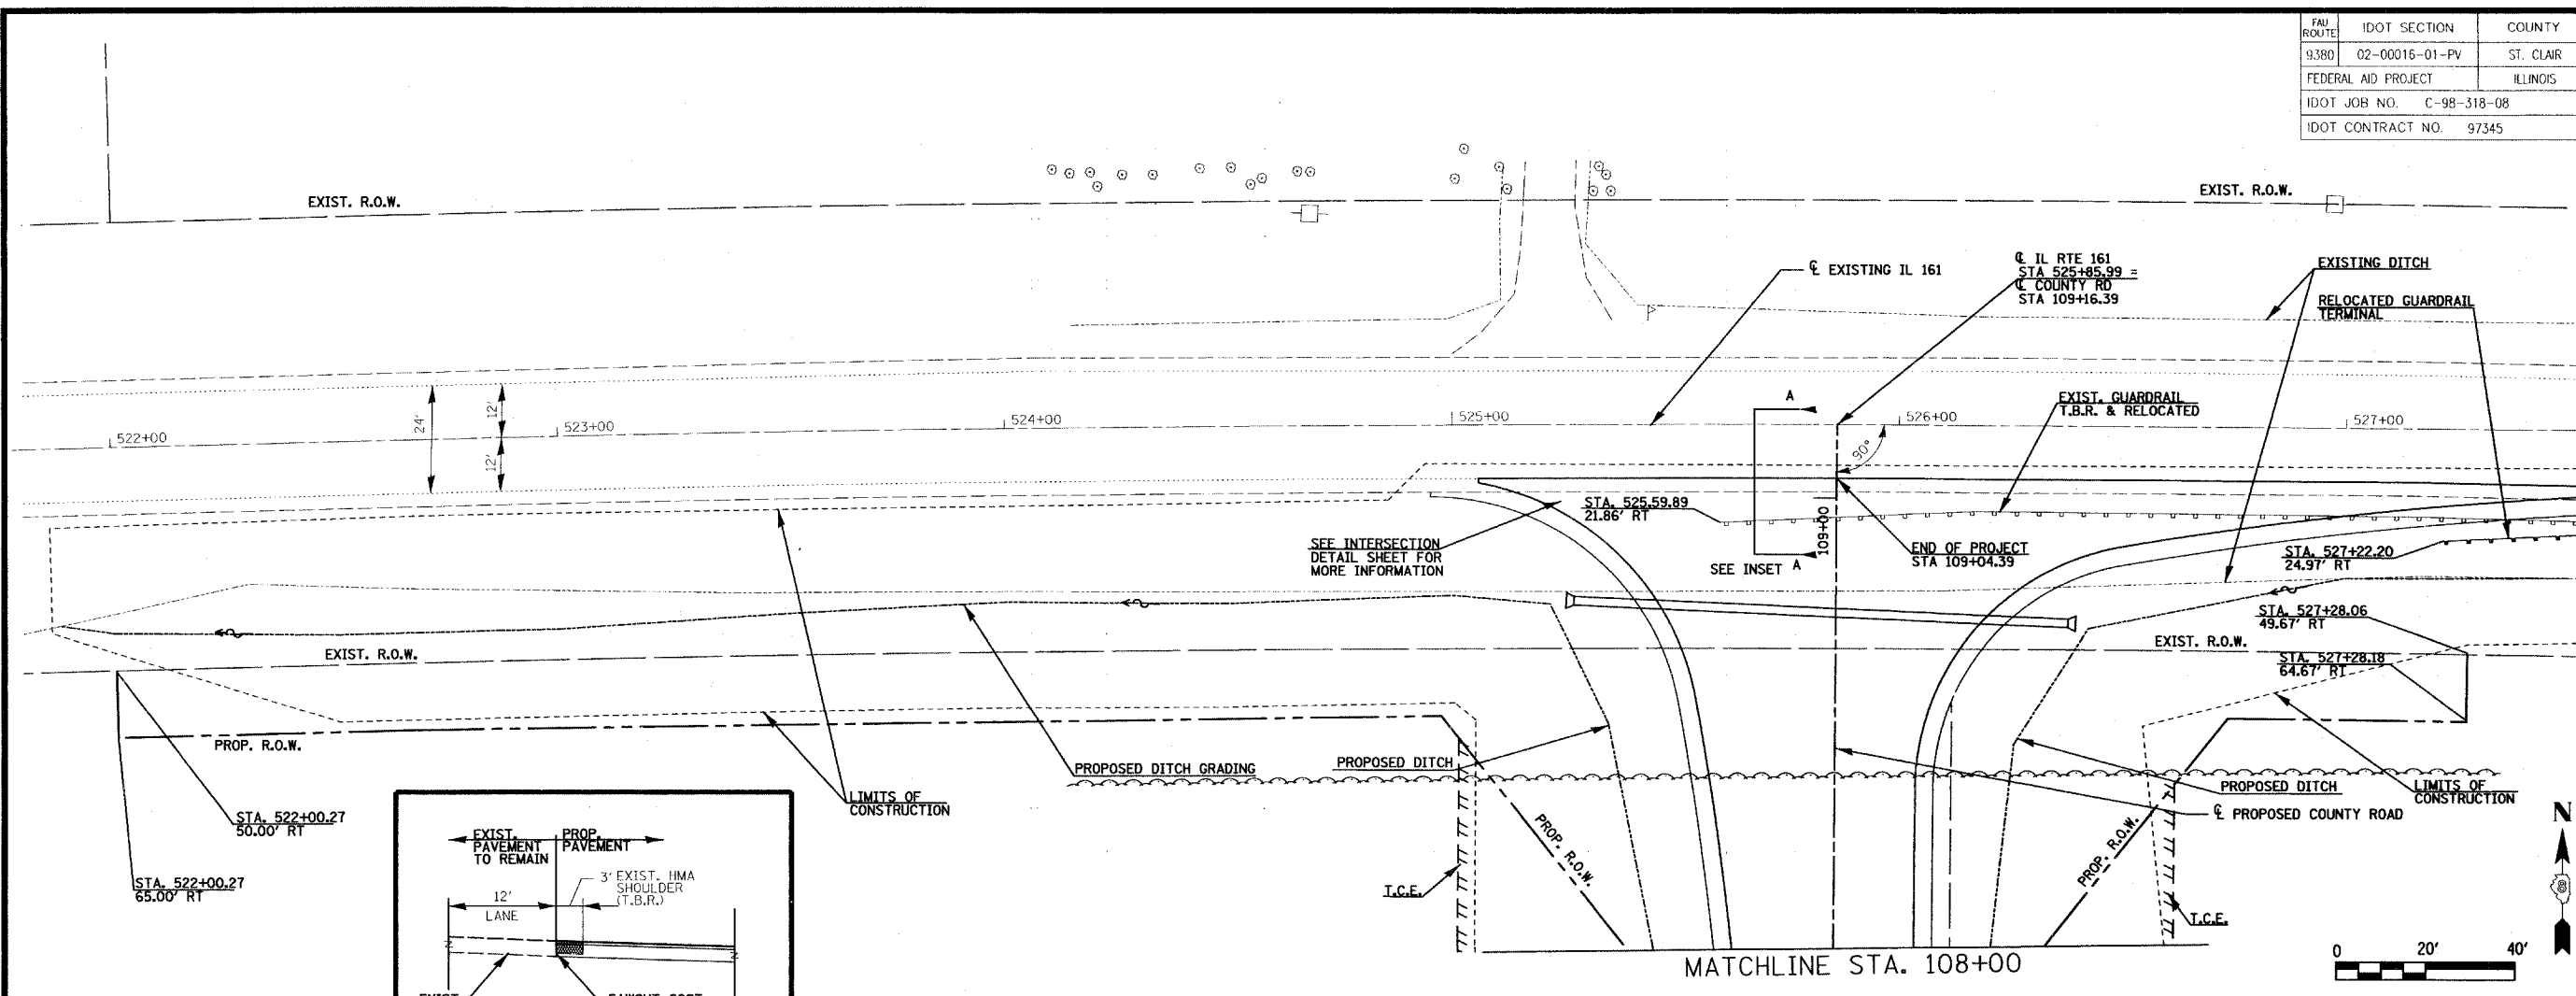 FAU ROUTE IDOT SECTION COUNTY
9380 02-00016-01-PV ST. CLAIR
FEDERAL AID PROJECT ILLINOIS
IDOT JOB NO. C-98-318-08
IDOT CONTRACT NO. 97345
EXIST. R.O.W.
EXIST. R.O.W.
℄ EXISTING IL 161
℄ IL RTE 161
STA 525+85.99 =
℄ COUNTY RD
STA 109+16.39
EXISTING DITCH
RELOCATED GUARDRAIL
TERMINAL
P
24'
12'
12'
522+00
523+00
524+00
525+00
526+00
527+00
A
90°
EXIST. GUARDRAIL
T.B.R. & RELOCATED
STA. 525.59.89
21.86' RT
109+00
SEE INTERSECTION
DETAIL SHEET FOR
MORE INFORMATION
SEE INSET A
END OF PROJECT
STA 109+04.39
STA. 527+22.20
24.97' RT
STA. 527+28.06
49.67' RT
EXIST. R.O.W.
EXIST. R.O.W.
STA. 527+28.18
64.67' RT
PROP. R.O.W.
PROPOSED DITCH GRADING
PROPOSED DITCH
PROPOSED DITCH
LIMITS OF
CONSTRUCTION
LIMITS OF
CONSTRUCTION
℄ PROPOSED COUNTY ROAD
STA. 522+00.27
50.00' RT
STA. 522+00.27
65.00' RT
EXIST. PAVEMENT TO REMAIN
PROP. PAVEMENT
3' EXIST. HMA
SHOULDER
(T.B.R.)
12'
LANE
PROP. R.O.W.
PROP. R.O.W.
T.C.E.
T.C.E.
N
MATCHLINE STA. 108+00
0 20' 40'